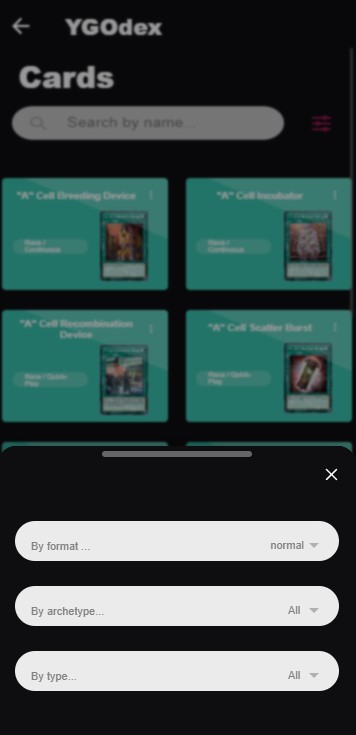 YGOdex
Cards
Search by name...
"A" Cell Breeding Device
Race /
Continuous
"A" Cell Incubator
Race /
Continuous
"A" Cell Recombination
Device
Race / Quick-
Play
"A" Cell Scatter Burst
Race / Quick-
Play
By format ...
normal
By archetype...
All
By type...
All